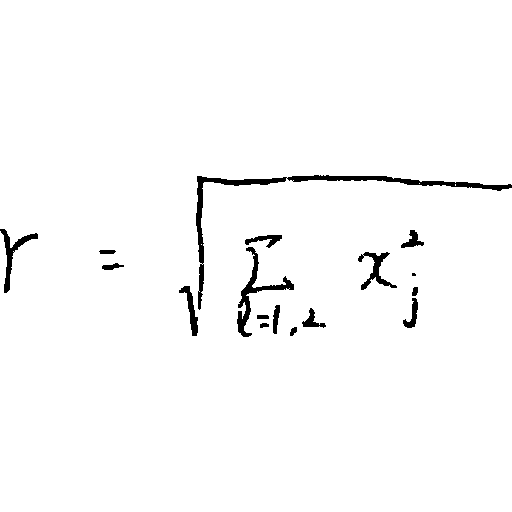 r = \sqrt{\sum_{l=1,2} x_j^2}